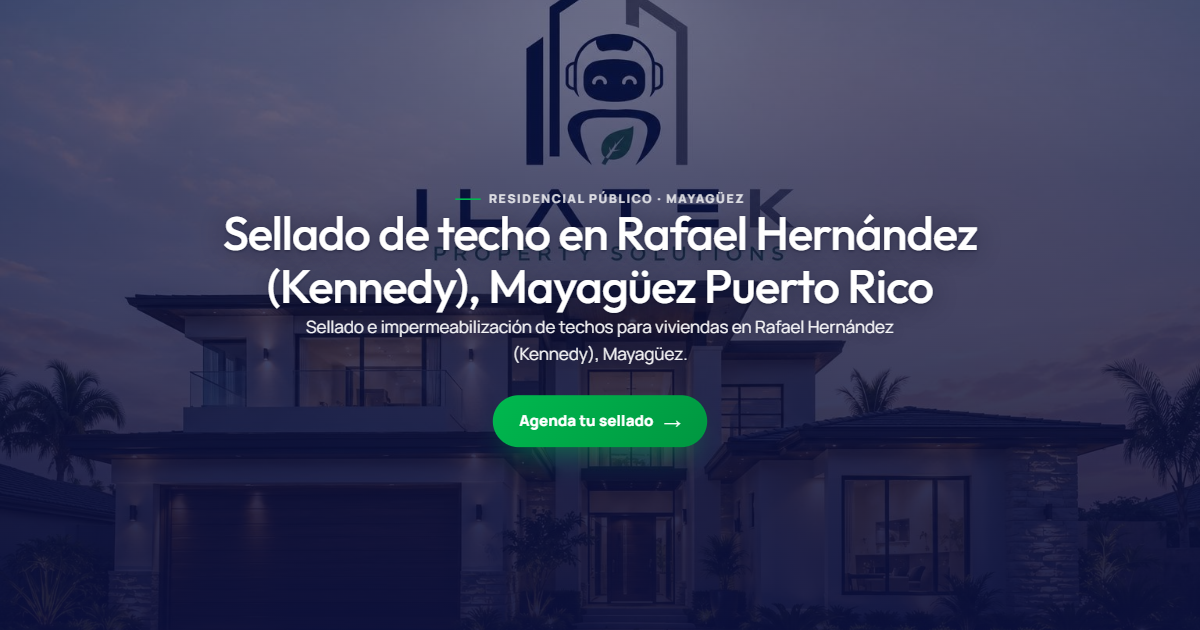 RESIDENCIAL PÚBLICO · MAYAGÜEZ
ILATEK
Sellado de techo en Rafael Hernández
PROPERTY SOLUTIONS
(Kennedy), Mayagüez Puerto Rico
Sellado e impermeabilización de techos para viviendas en Rafael Hernández
(Kennedy), Mayagüez.
Agenda tu sellado →